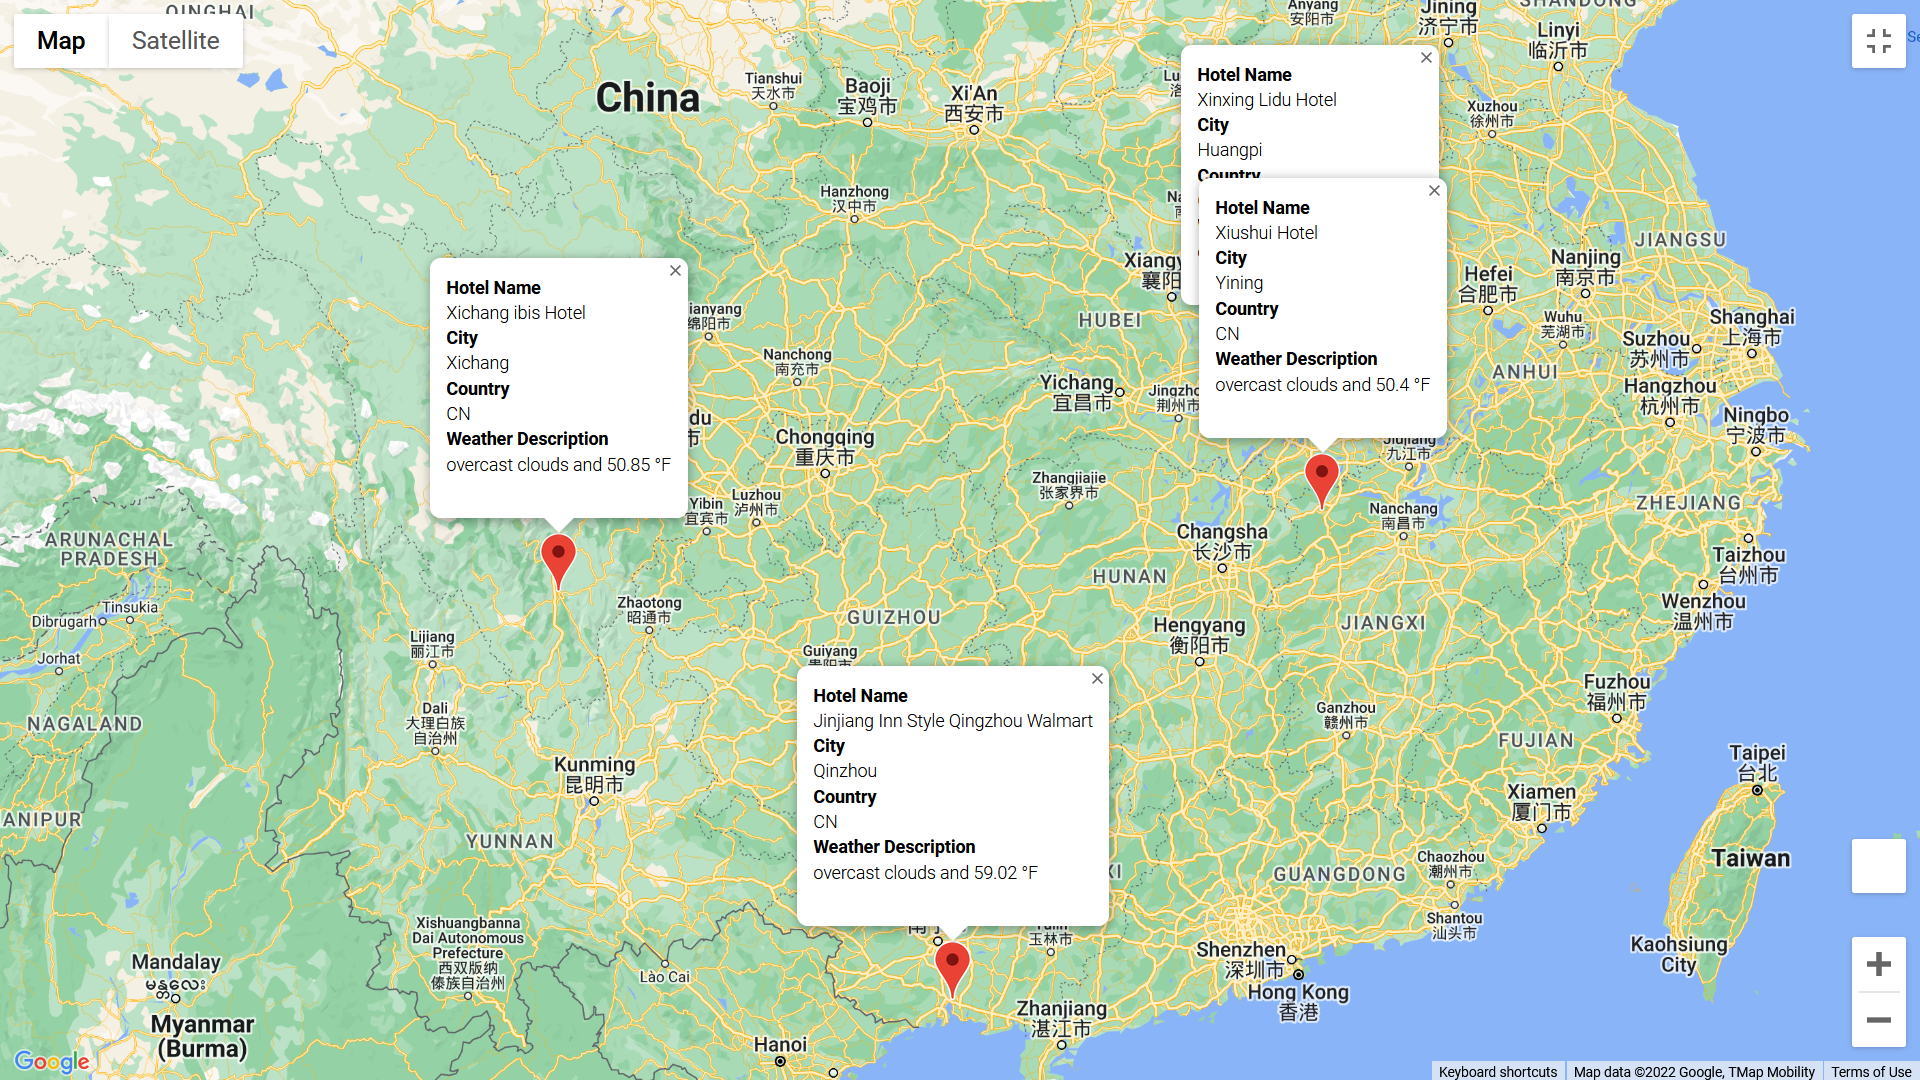 QINGHAI
Map
Satellite
China
Tianshui
天水市
Baoji
宝鸡市
Xi'An
西安市
Anyang
安阳市
Jining
济宁市
SHANDONG
Linyi
临沂市
Xuzhou
徐州市
Hanzhong
汉中市
Hotel Name
Xinxing Lidu Hotel
City
Huangpi
Country
Hotel Name
Xiushui Hotel
City
Yining
Country
CN
Weather Description
overcast clouds and 50.4 °F
Hotel Name
Xichang ibis Hotel
City
Xichang
Country
CN
Weather Description
overcast clouds and 50.85 °F
HUBEI
JIANGSU
Nanjing
南京市
Hefei
合肥市
Wuhu
芜湖市
Shanghai
上海市
Suzhou
苏州市
ANHUI
Hangzhou
杭州市
Ningbo
宁波市
Nanchong
南充市
Yichang
宜昌市
Chongqing
重庆市
Jiujiang
九江市
Zhangjiajie
张家界市
Yibin
宜宾市
Luzhou
泸州市
Nanchang
南昌市
ZHEJIANG
Changsha
长沙市
Taizhou
台州市
ARUNACHAL
PRADESH
HUNAN
Tinsukia
Dibrugarh
Zhaotong
昭通市
GUIZHOU
Hengyang
衡阳市
JIANGXI
Wenzhou
温州市
Lijiang
丽江市
Jorhat
Guiyang
贵阳市
Hotel Name
Jinjiang Inn Style Qingzhou Walmart
City
Qinzhou
Country
CN
Weather Description
overcast clouds and 59.02 °F
Fuzhou
福州市
NAGALAND
Dali
大理白族
自治州
Ganzhou
赣州市
FUJIAN
Taipei
台北
Kunming
昆明市
Xiamen
厦门市
ANIPUR
YUNNAN
Chaozhou
潮州市
Taiwan
GUANGDONG
Shantou
汕头市
Xishuangbanna
Dai Autonomous
Prefecture
西双版纳
傣族自治州
Yulin
玉林市
Shenzhen
深圳市
Kaohsiung
City
Mandalay
မန္တလေး
Lào Cai
Hong Kong
香港
Zhanjiang
湛江市
Myanmar
(Burma)
Hanoi
Google
Keyboard shortcuts
Map data ©2022 Google, TMap Mobility
Terms of Use